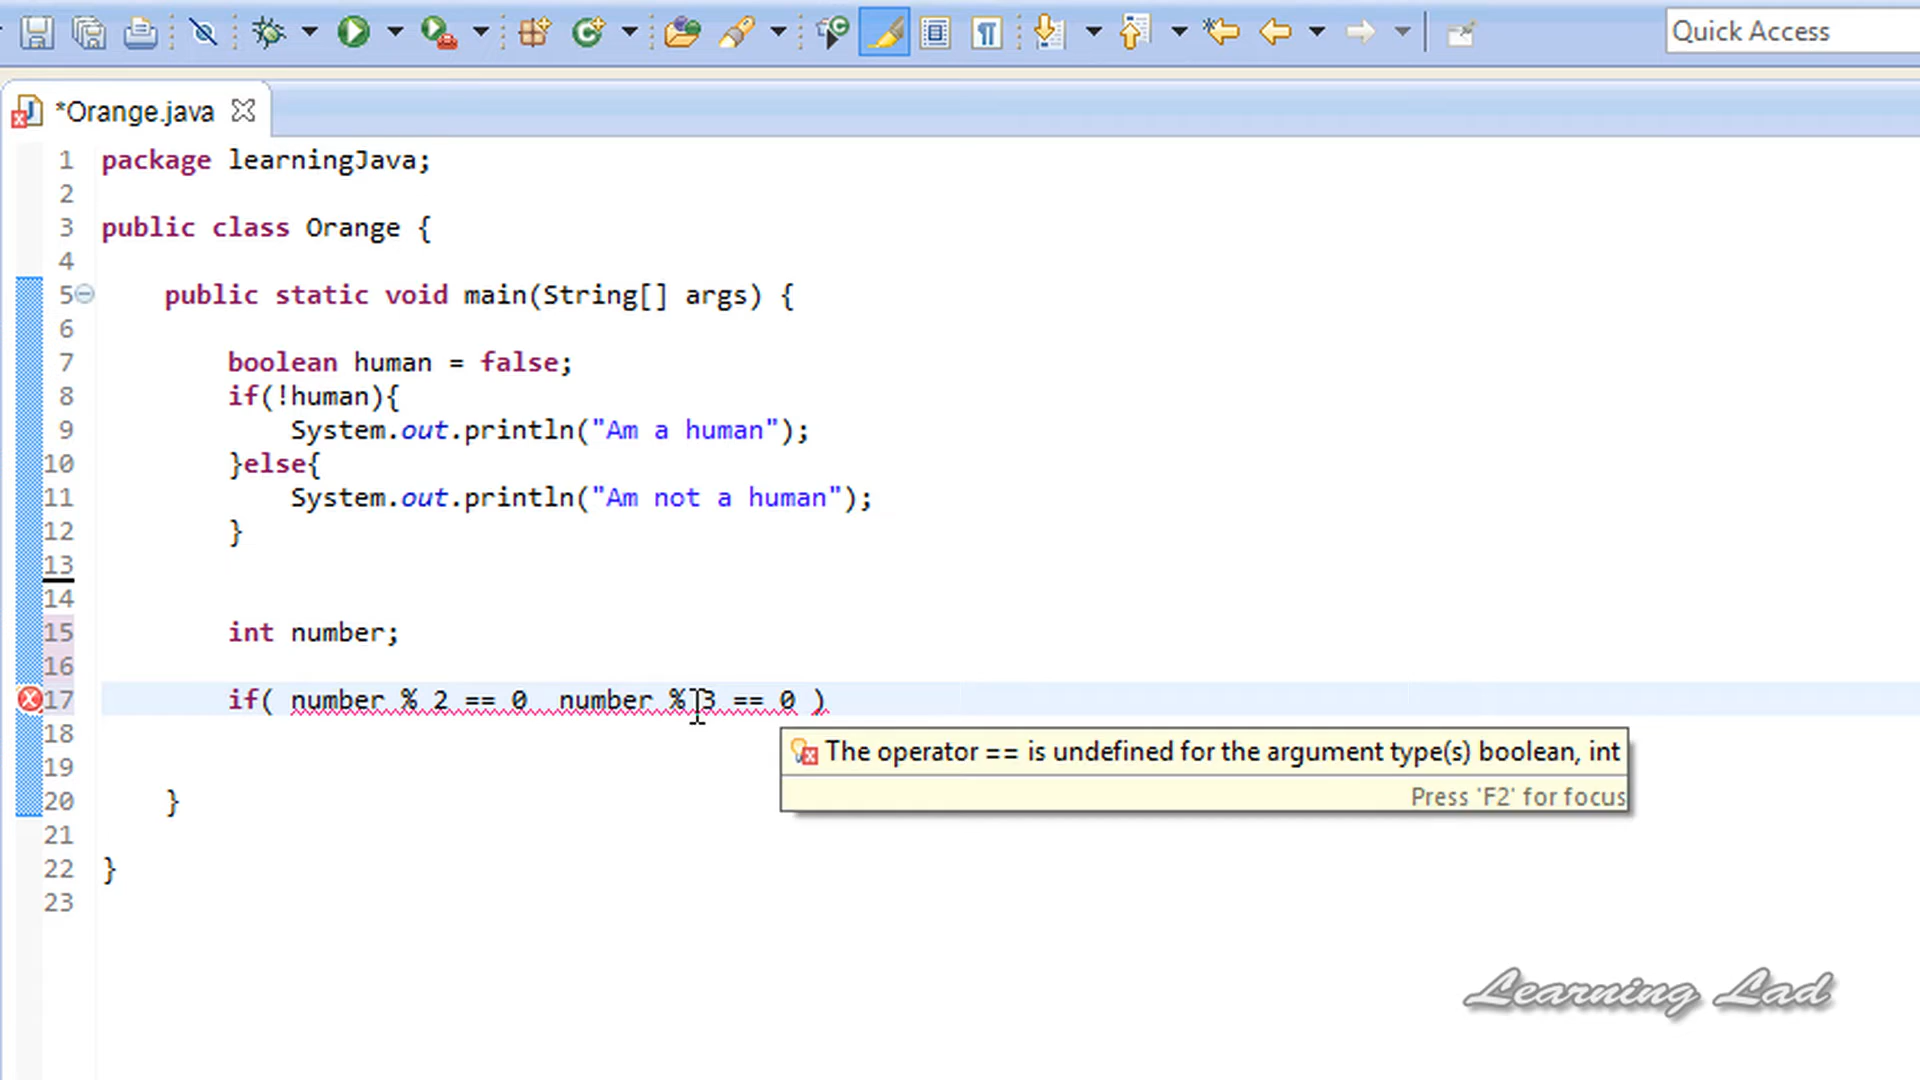 Quick Access
*Orange.java
1 package learningJava;
2
3 public class Orange {
4
5 public static void main(String[] args) {
6
7 boolean human = false;
8 if(!human){
9 System.out.println("Am a human");
10 }else{
11 System.out.println("Am not a human");
12 }
13
14
15 int number;
16
17 if( number % 2 == 0  number % 3 == 0 )
18
The operator == is undefined for the argument type(s) boolean, int
19
Press 'F2' for focus
20 }
21
22 }
23
Learning Lad